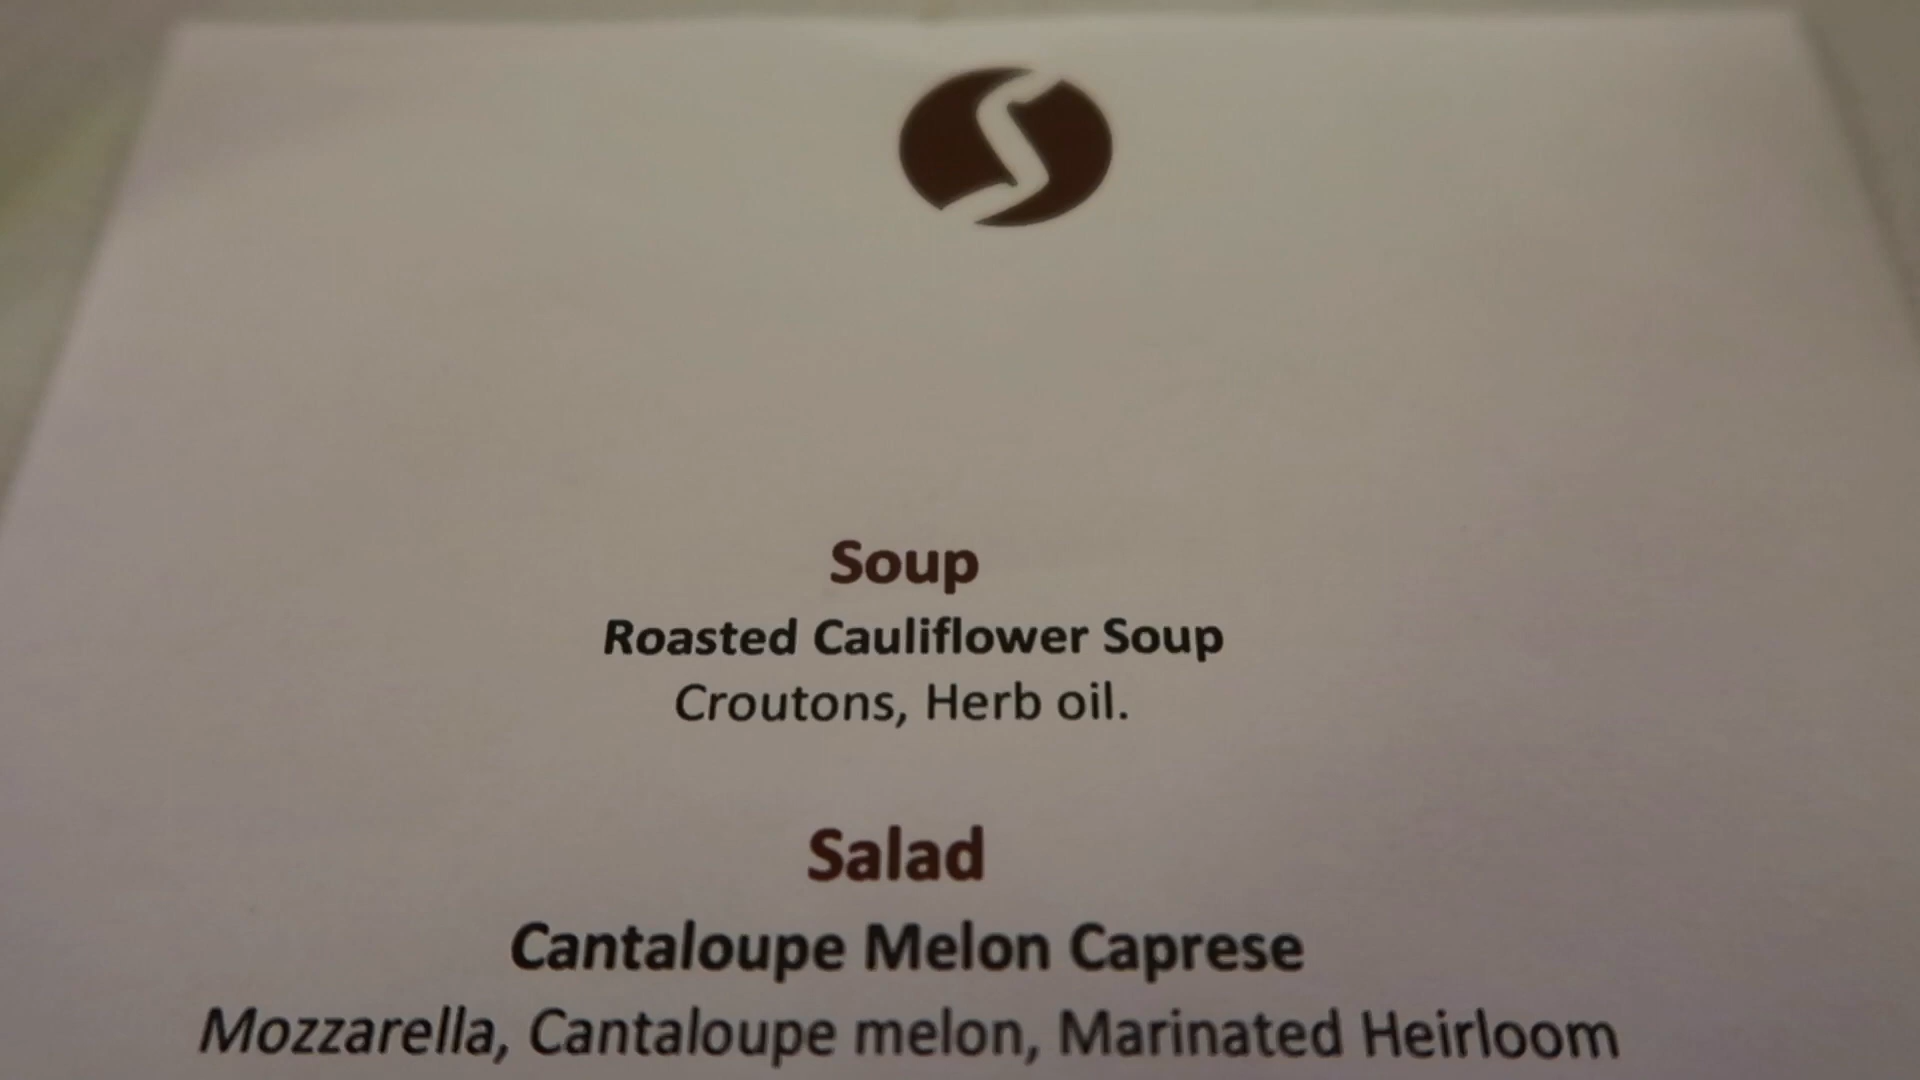 Soup
Roasted Cauliflower Soup
Croutons, Herb oil.
Salad
Cantaloupe Melon Caprese
Mozzarella, Cantaloupe melon, Marinated Heirloom